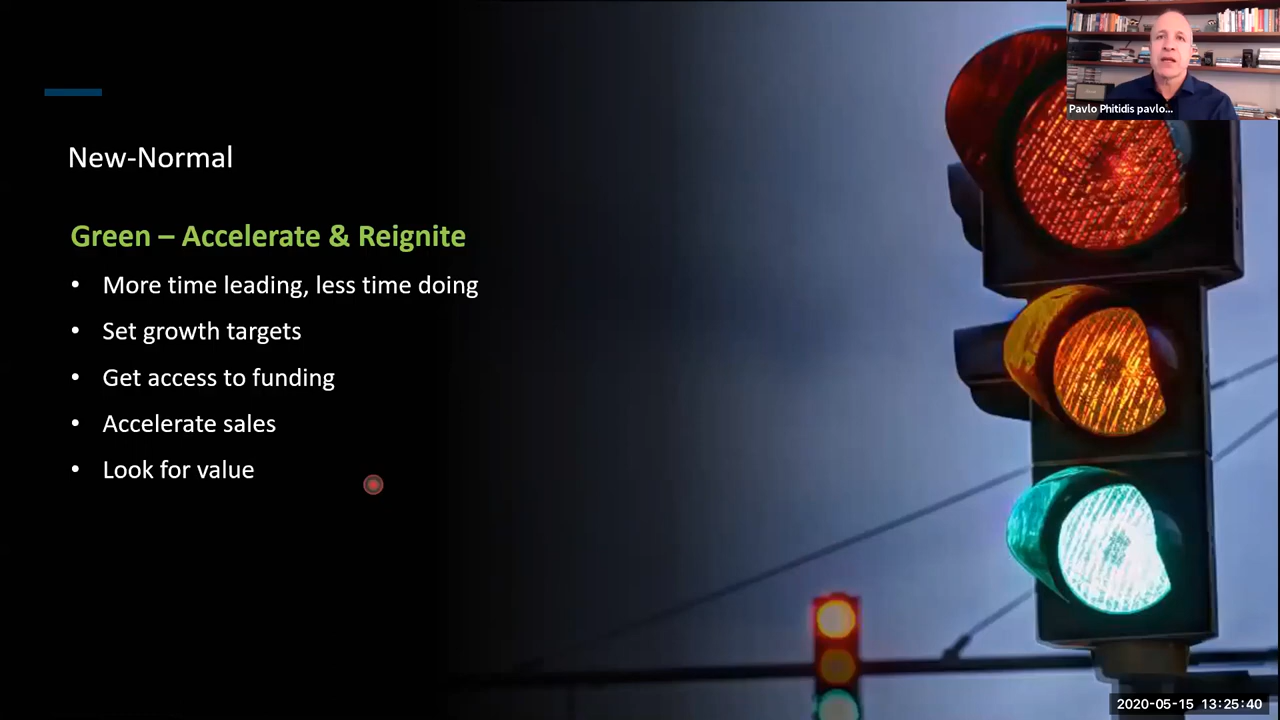 Pavlo Phitidis pavlo...
New-Normal
Green – Accelerate & Reignite
• More time leading, less time doing
• Set growth targets
• Get access to funding
• Accelerate sales
• Look for value
2020-05-15 13:25:40